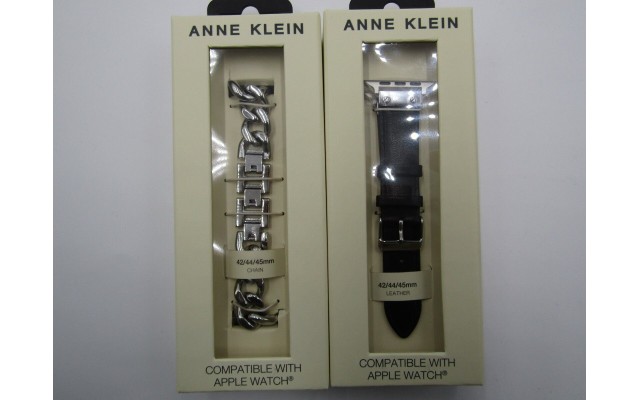 ANNE KLEIN
42/44/45mm
CHAIN
COMPATIBLE WITH
APPLE WATCH®
ANNE KLEIN
42/44/45mm
LEATHER
COMPATIBLE WITH
APPLE WATCH®